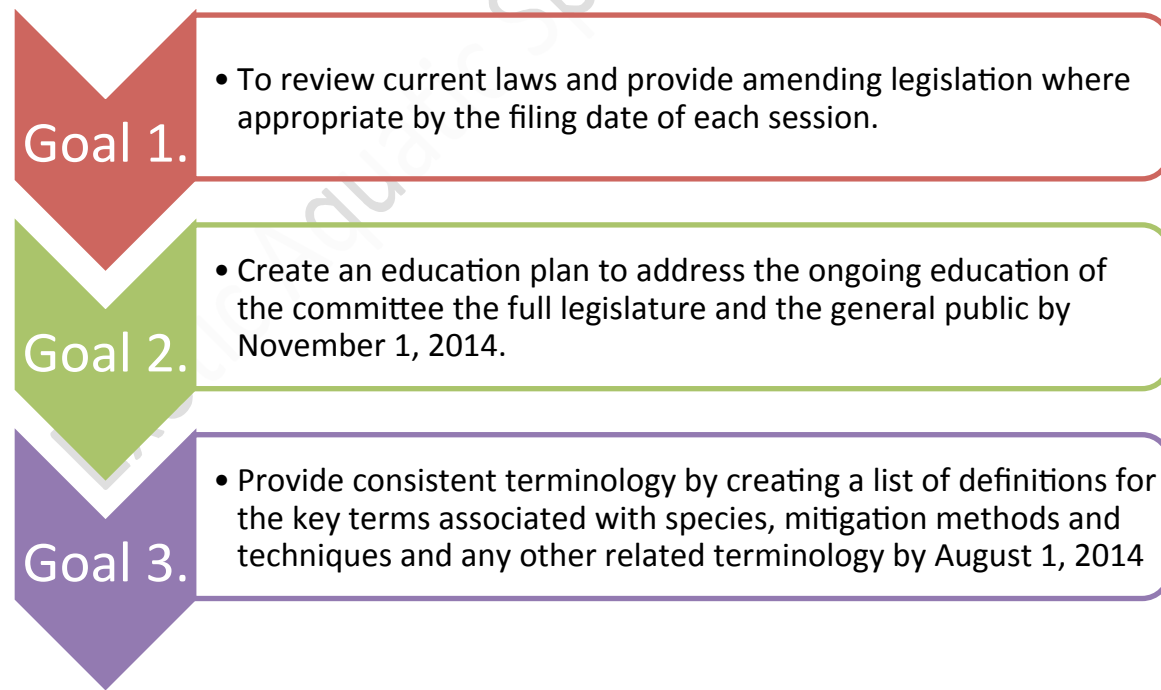 Goal 1.
• To review current laws and provide amending legislation where
appropriate by the filing date of each session.
Goal 2.
• Create an education plan to address the ongoing education of
the committee the full legislature and the general public by
November 1, 2014.
Goal 3.
• Provide consistent terminology by creating a list of definitions for
the key terms associated with species, mitigation methods and
techniques and any other related terminology by August 1, 2014
Aquatic